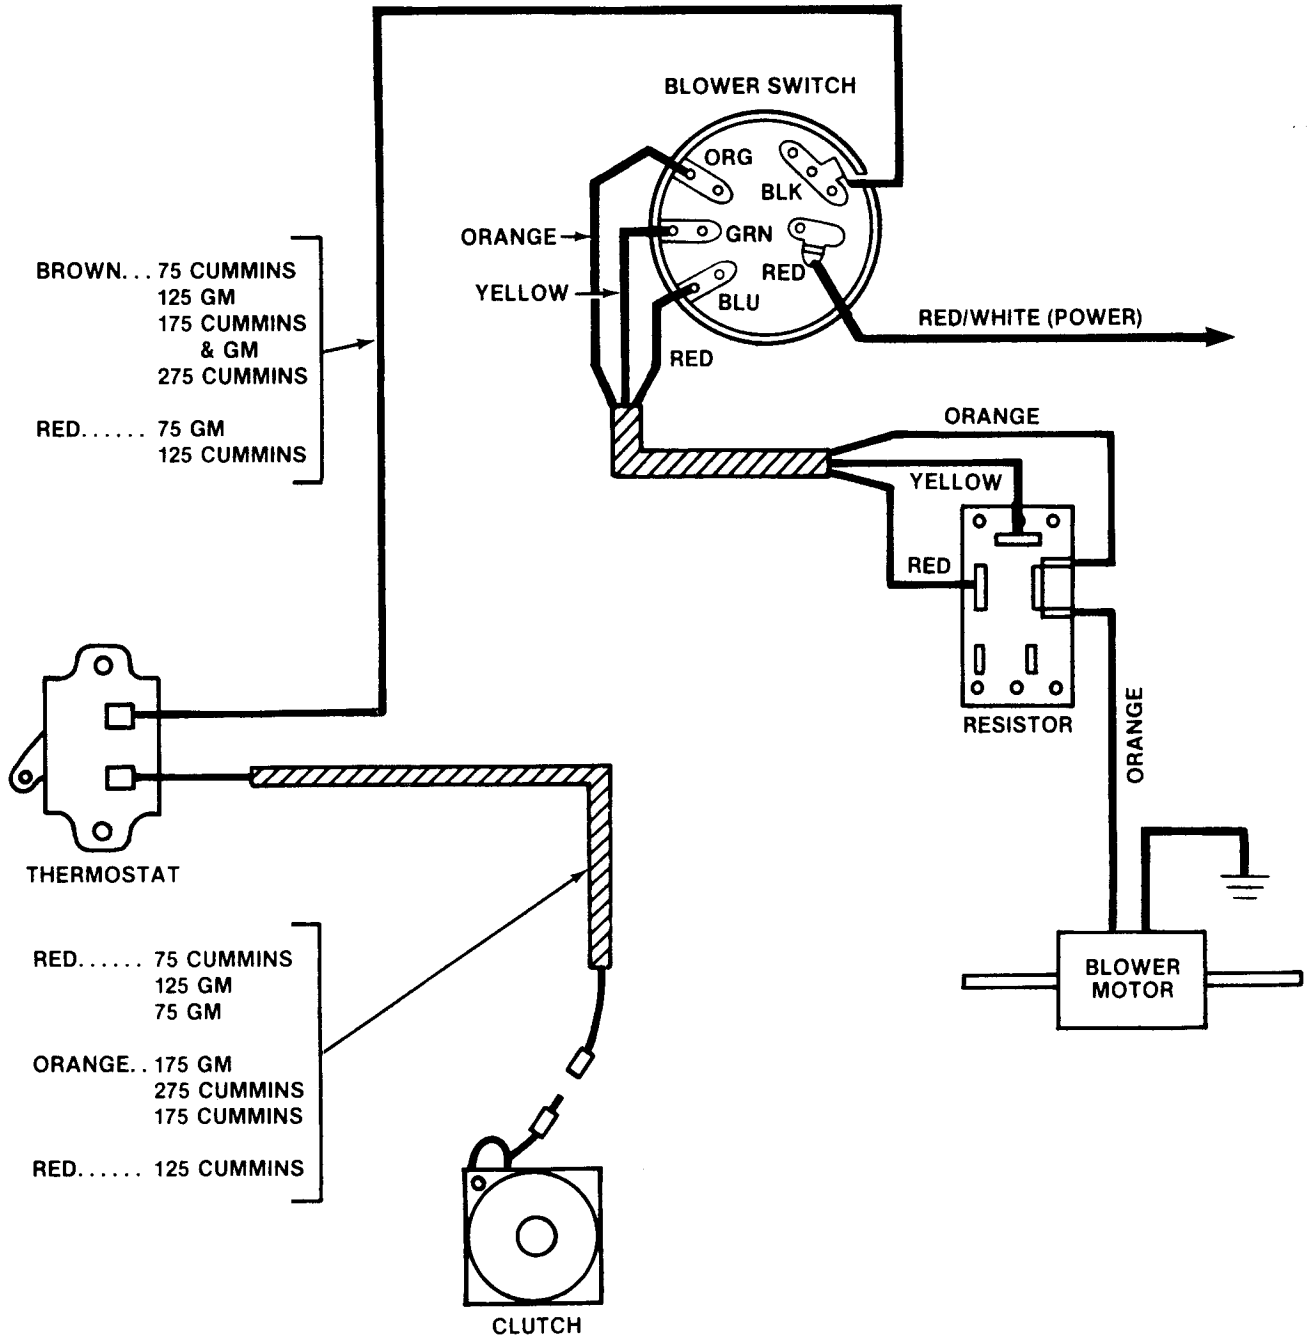 BLOWER SWITCH
ORG
BLK
ORANGE
GRN
RED
YELLOW
BLU
RED/WHITE (POWER)
RED
BROWN... 75 CUMMINS
125 GM
175 CUMMINS
& GM
275 CUMMINS
RED...... 75 GM
125 CUMMINS
ORANGE
YELLOW
RED
RESISTOR
ORANGE
THERMOSTAT
RED...... 75 CUMMINS
125 GM
75 GM
ORANGE.. 175 GM
275 CUMMINS
175 CUMMINS
RED...... 125 CUMMINS
BLOWER
MOTOR
CLUTCH